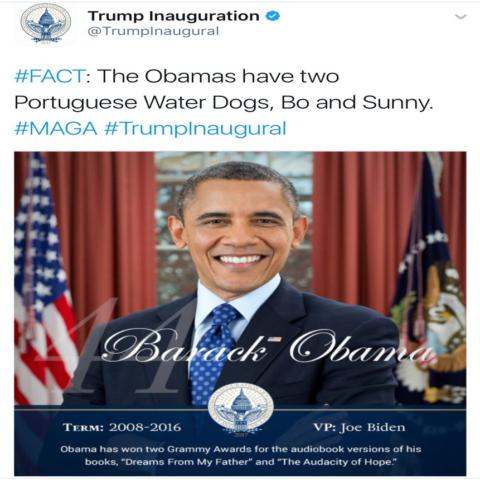 Trump Inauguration
@TrumpInaugural
#FACT: The Obamas have two
Portuguese Water Dogs, Bo and Sunny.
#MAGA #TrumpInaugural
44
Barack Obama
2017
TERM: 2008-2016
VP: Joe Biden
Obama has won two Grammy Awards for the audiobook versions of his
books, “Dreams From My Father” and “The Audacity of Hope.”